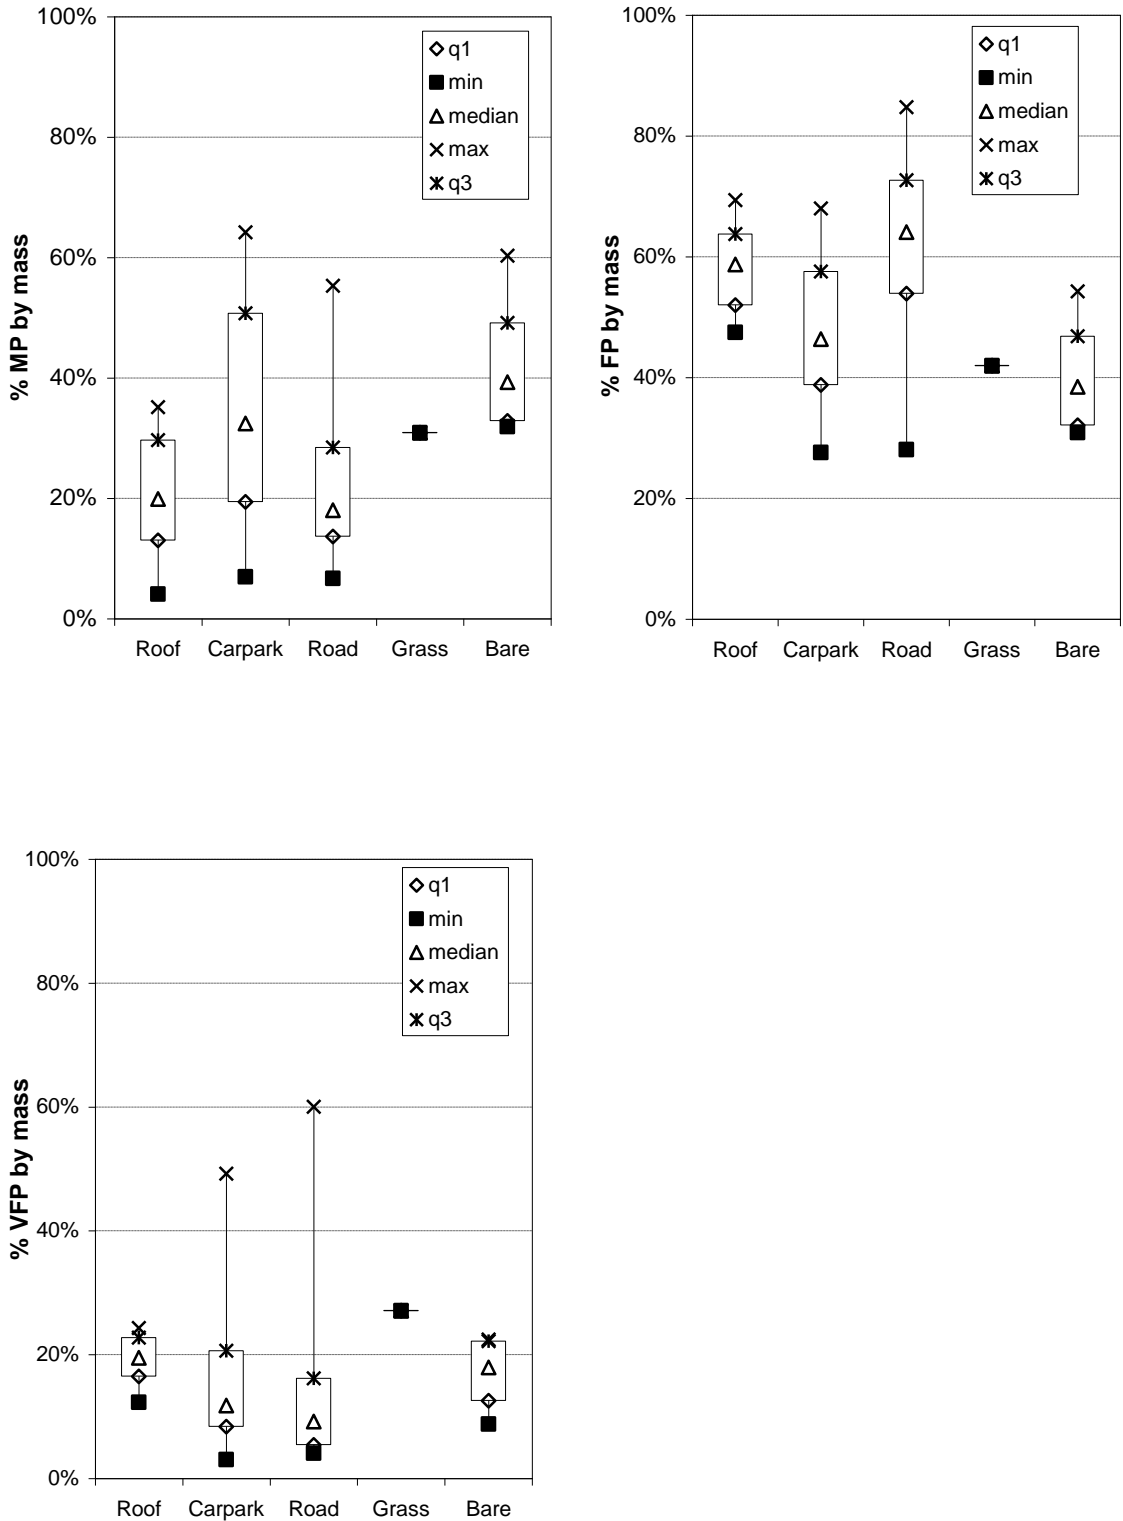 100%
80%
60%
40%
20%
0%
% MP by mass
q1
min
median
max
q3
Roof Carpark Road Grass Bare
100%
80%
60%
40%
20%
0%
% FP by mass
q1
min
median
max
q3
Roof Carpark Road Grass Bare
100%
80%
60%
40%
20%
0%
% VFP by mass
q1
min
median
max
q3
Roof Carpark Road Grass Bare